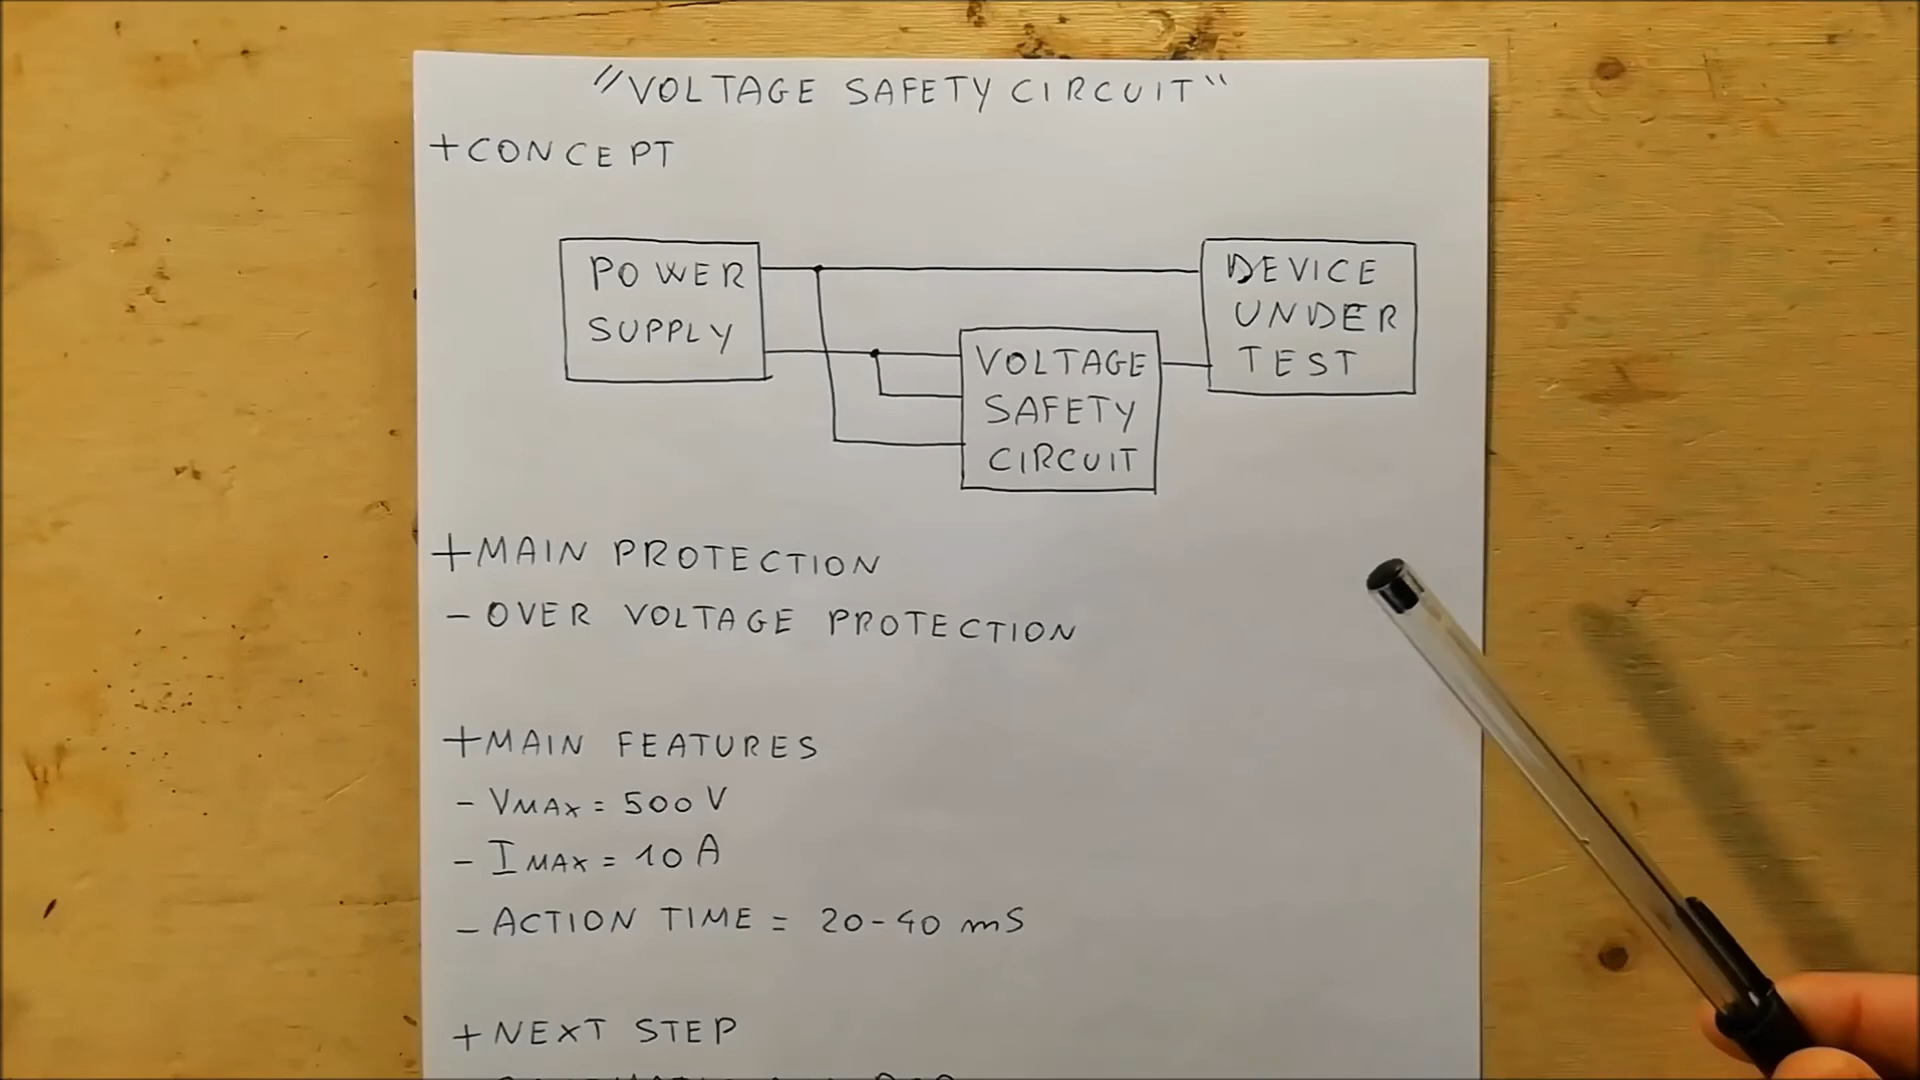 "VOLTAGE SAFETY CIRCUIT"
+CONCEPT
POWER
SUPPLY
DEVICE
UNDER
TEST
VOLTAGE
SAFETY
CIRCUIT
+MAIN PROTECTION
- OVER VOLTAGE PROTECTION
+MAIN FEATURES
- VMAX = 500 V
- IMAX = 10 A
- ACTION TIME = 20-40 mS
+ NEXT STEP